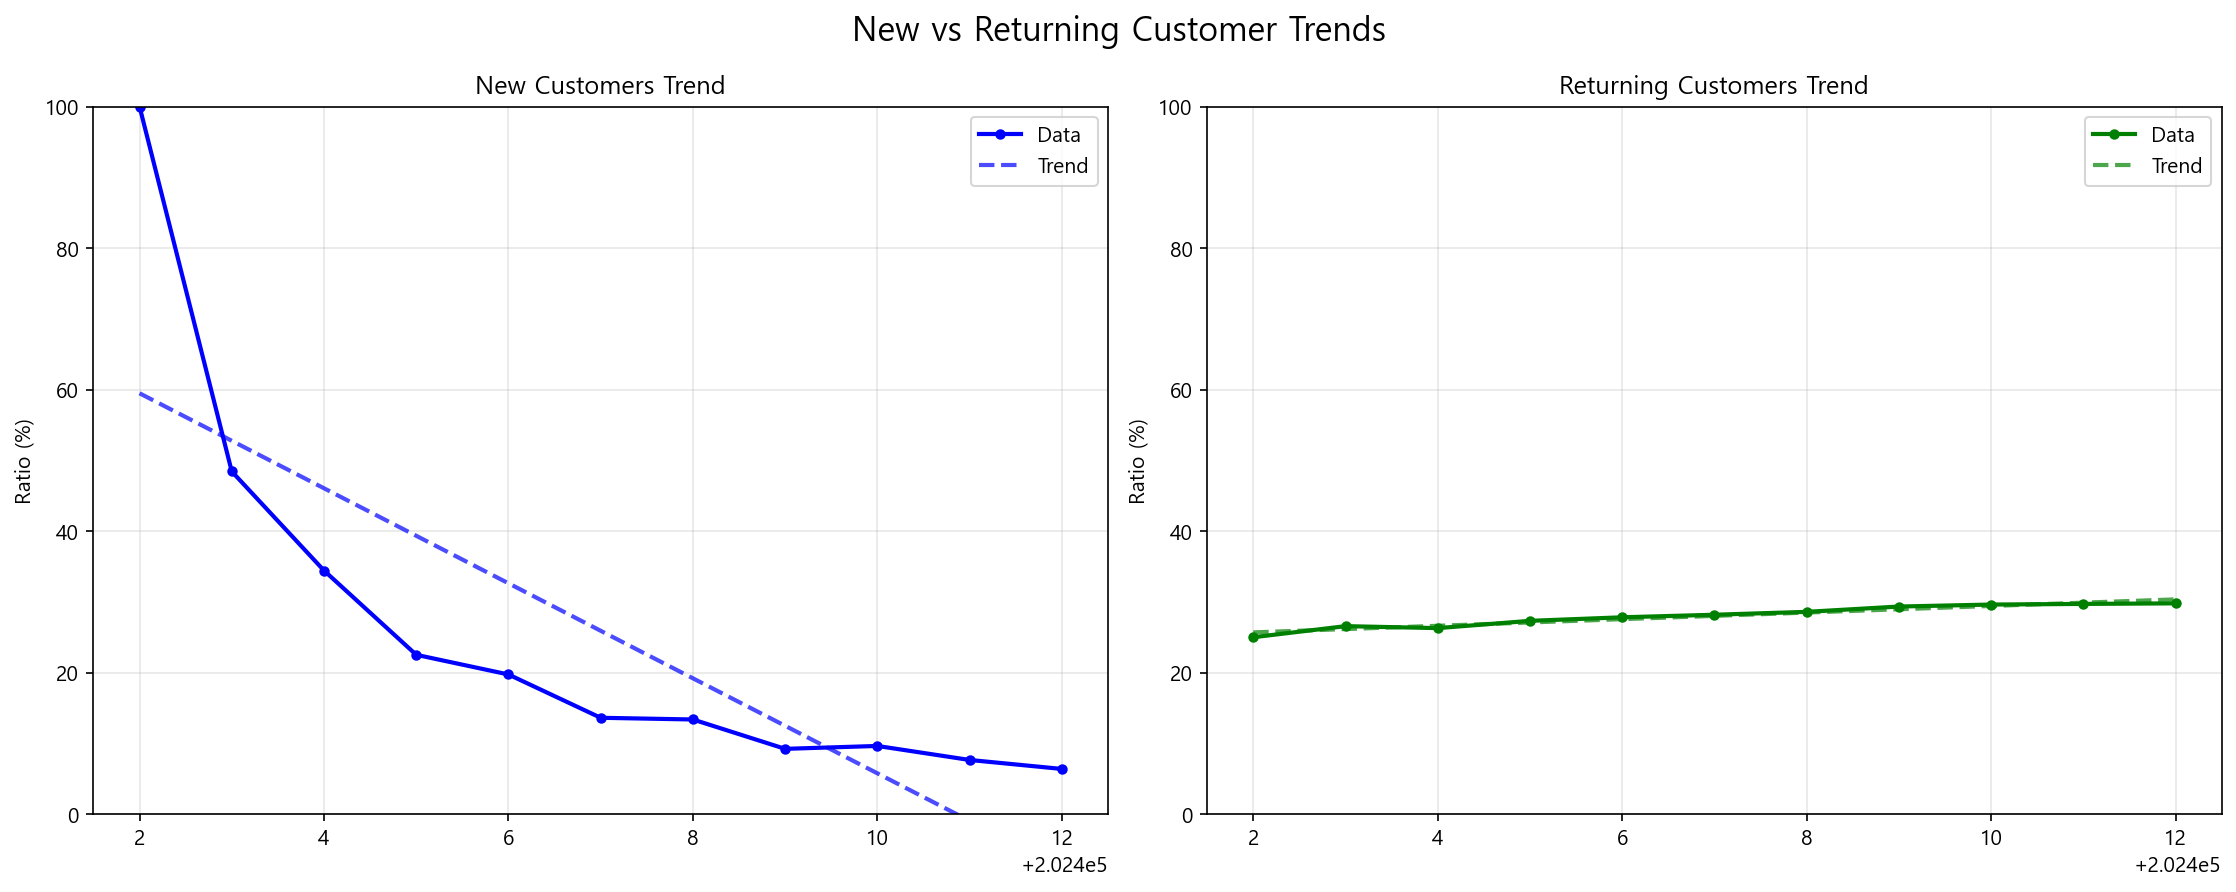 New vs Returning Customer Trends
New Customers Trend
Ratio (%)
100
80
60
40
20
0
2
4
6
8
10
12
+2.024e5
Data
Trend
Returning Customers Trend
Ratio (%)
100
80
60
40
20
0
2
4
6
8
10
12
+2.024e5
Data
Trend